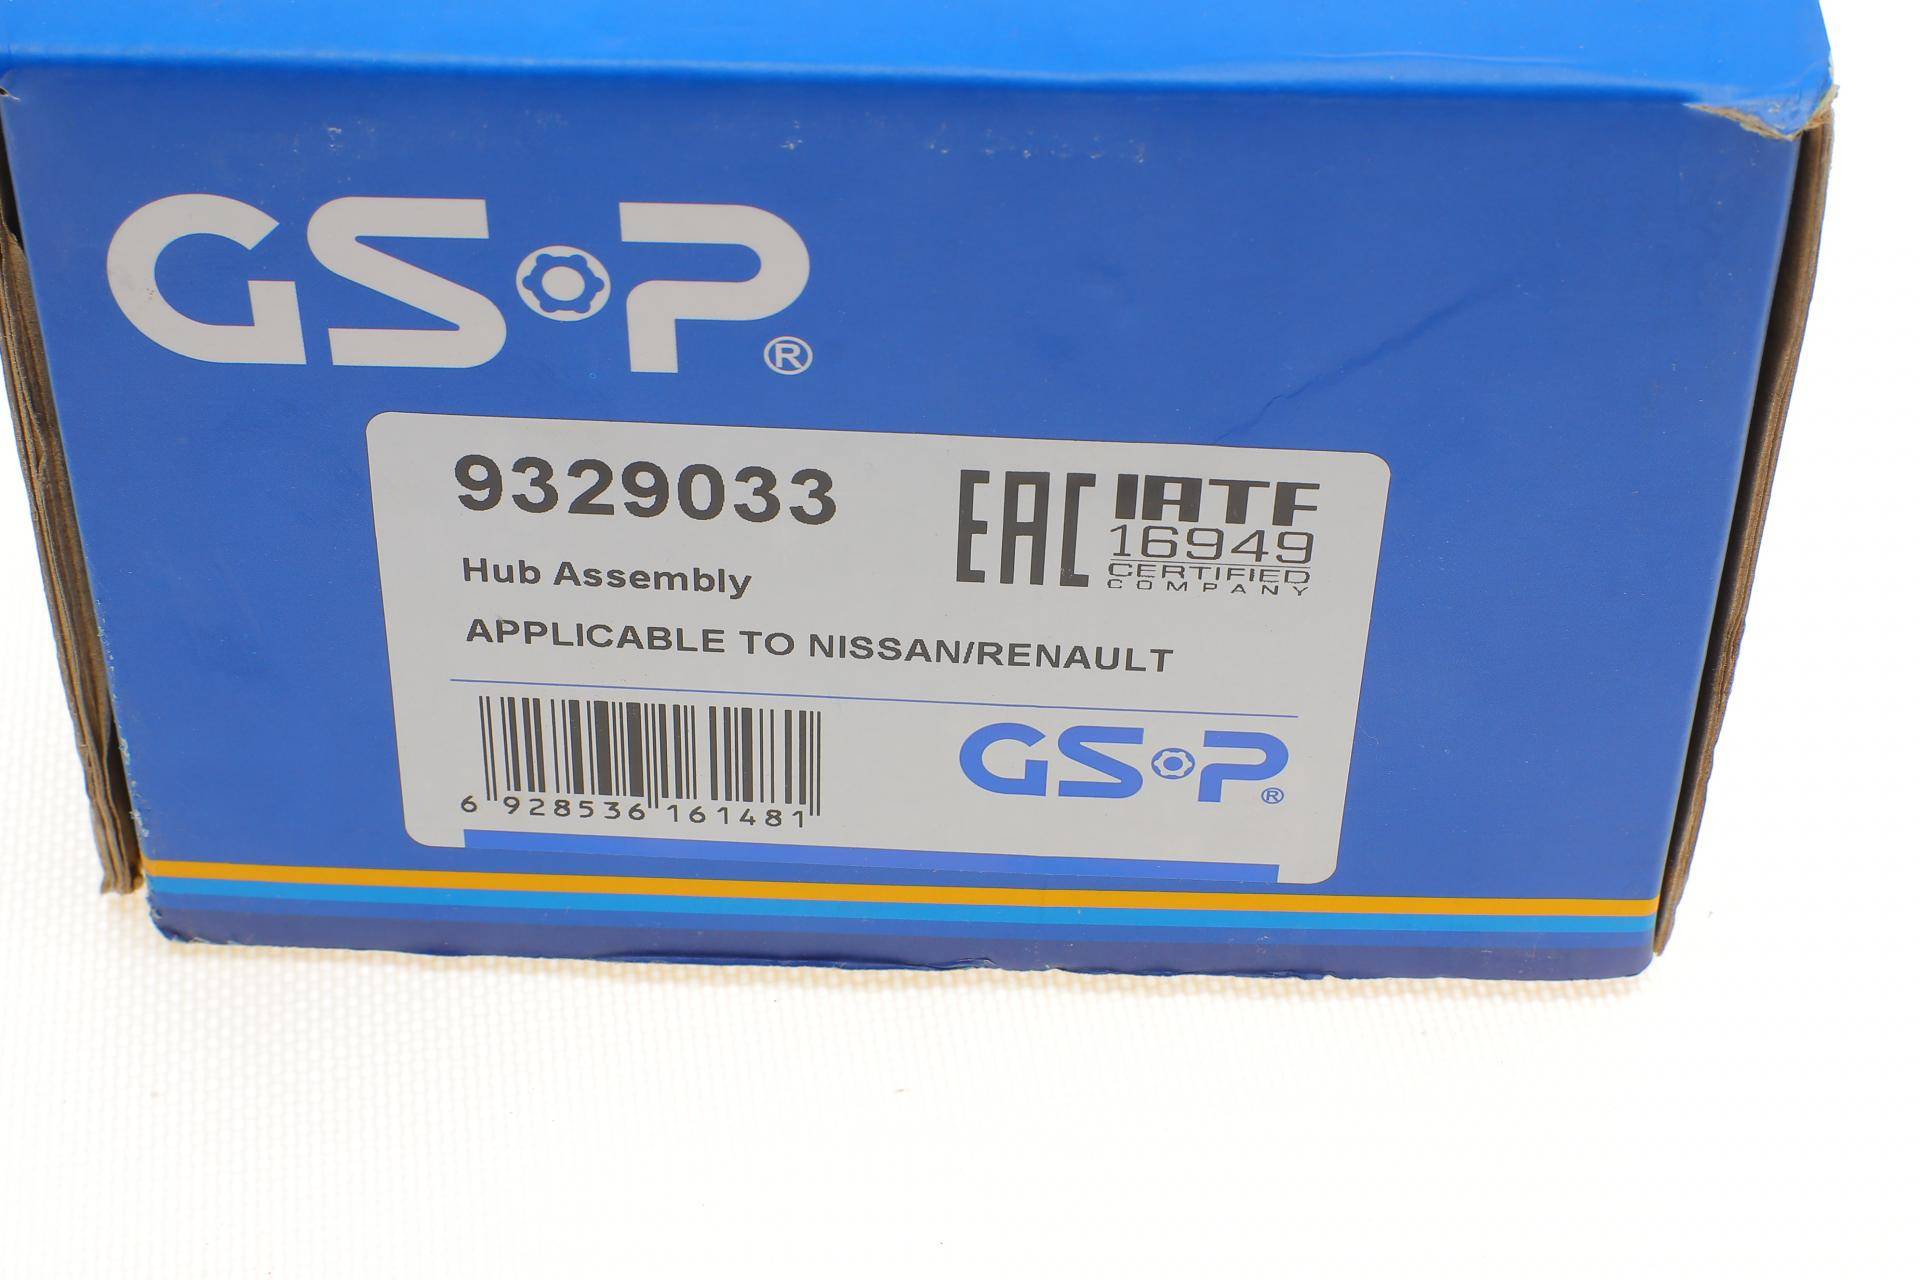 GSP®
9329033
EAC IATF
16949
CERTIFIED
COMPANY
Hub Assembly
APPLICABLE TO NISSAN/RENAULT
6 928536 161481
GSP®